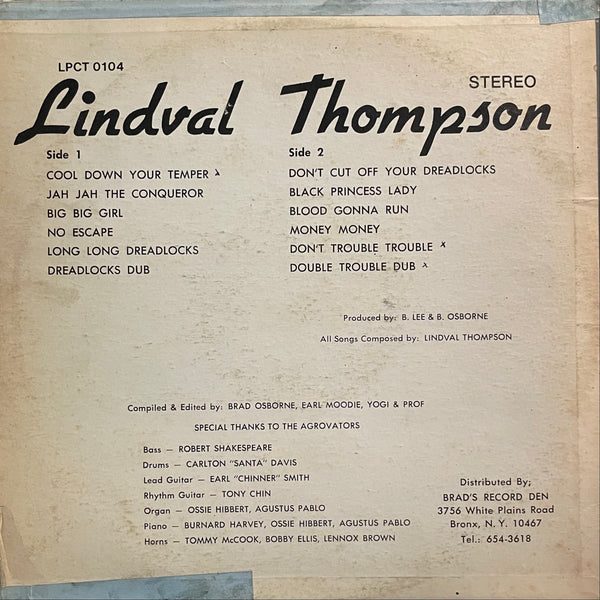 LPCT 0104
STEREO
Lindval Thompson
Side 1
COOL DOWN YOUR TEMPER
JAH JAH THE CONQUEROR
BIG BIG GIRL
NO ESCAPE
LONG LONG DREADLOCKS
DREADLOCKS DUB
Side 2
DON'T CUT OFF YOUR DREADLOCKS
BLACK PRINCESS LADY
BLOOD GONNA RUN
MONEY MONEY
DON'T TROUBLE TROUBLE x
DOUBLE TROUBLE DUB x
Produced by: B. LEE & B. OSBORNE
All Songs Composed by: LINDVAL THOMPSON
Compiled & Edited by: BRAD OSBORNE, EARL MOODIE, YOGI & PROF
SPECIAL THANKS TO THE AGROVATORS
Bass — ROBERT SHAKESPEARE
Drums — CARLTON "SANTA" DAVIS
Lead Guitar — EARL "CHINNER" SMITH
Rhythm Guitar — TONY CHIN
Organ — OSSIE HIBBERT, AGUSTUS PABLO
Piano — BURNARD HARVEY, OSSIE HIBBERT, AGUSTUS PABLO
Horns — TOMMY McCOOK, BOBBY ELLIS, LENNOX BROWN
Distributed By;
BRAD'S RECORD DEN
3756 White Plains Road
Bronx, N. Y. 10467
Tel.: 654-3618